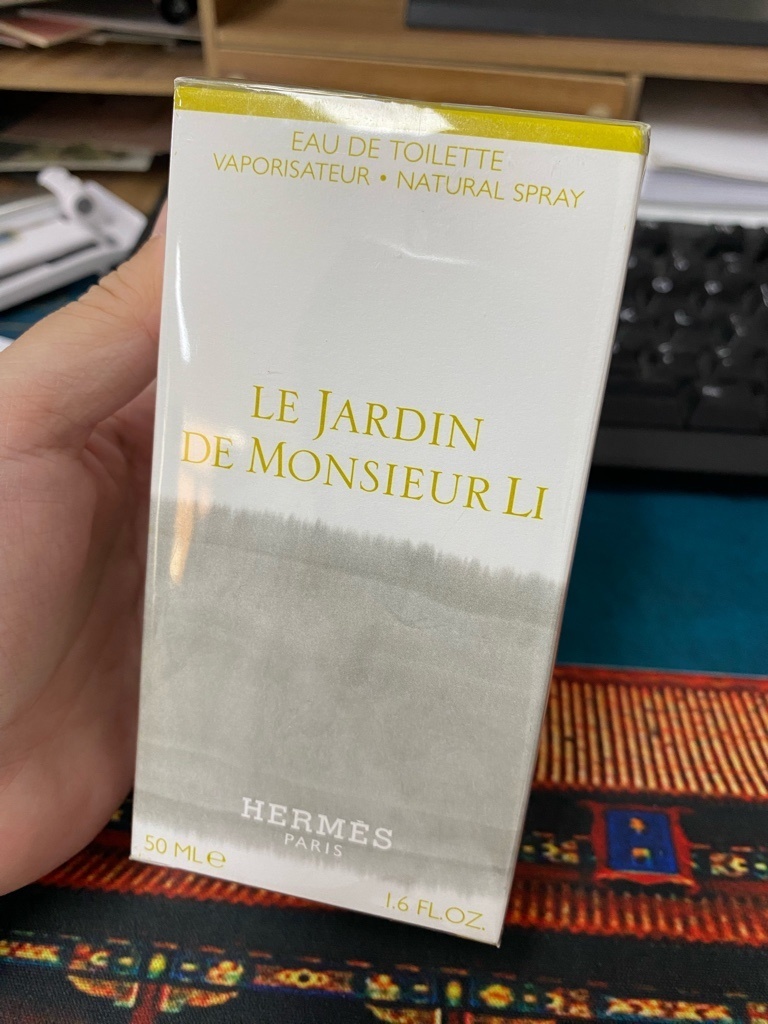 EAU DE TOILETTE
VAPORISATEUR • NATURAL SPRAY
LE JARDIN
DE MONSIEUR LI
HERMÈS
PARIS
50 ML℮
1.6 FL.OZ.